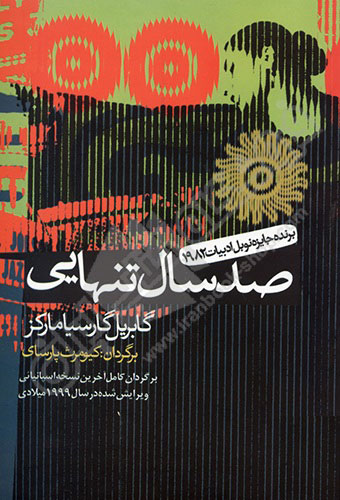 برنده جایزه نوبل ادبیات ۱۹۸۲
صد سال تنهایی
گابریل گارسیا مارکز
برگردان: کیومرث پارسای
برگردان کامل آخرین نسخه اسپانیایی
ویرایش شده در سال ۱۹۹۹ میلادی